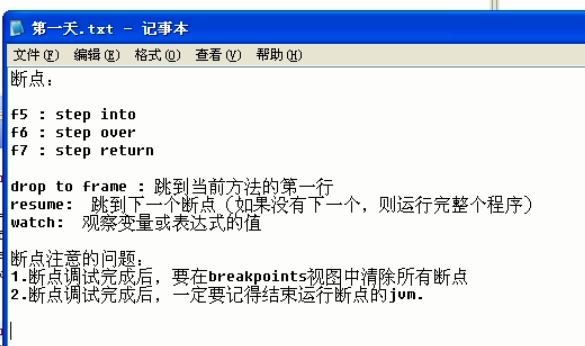 第一天.txt - 记事本
文件(F) 编辑(E) 格式(O) 查看(V) 帮助(H)
断点:
f5 : step into
f6 : step over
f7 : step return
drop to frame : 跳到当前方法的第一行
resume: 跳到下一个断点（如果没有下一个，则运行完整个程序）
watch: 观察变量或表达式的值
断点注意的问题:
1.断点调试完成后，要在breakpoints视图中清除所有断点
2.断点调试完成后，一定要记得结束运行断点的jvm.